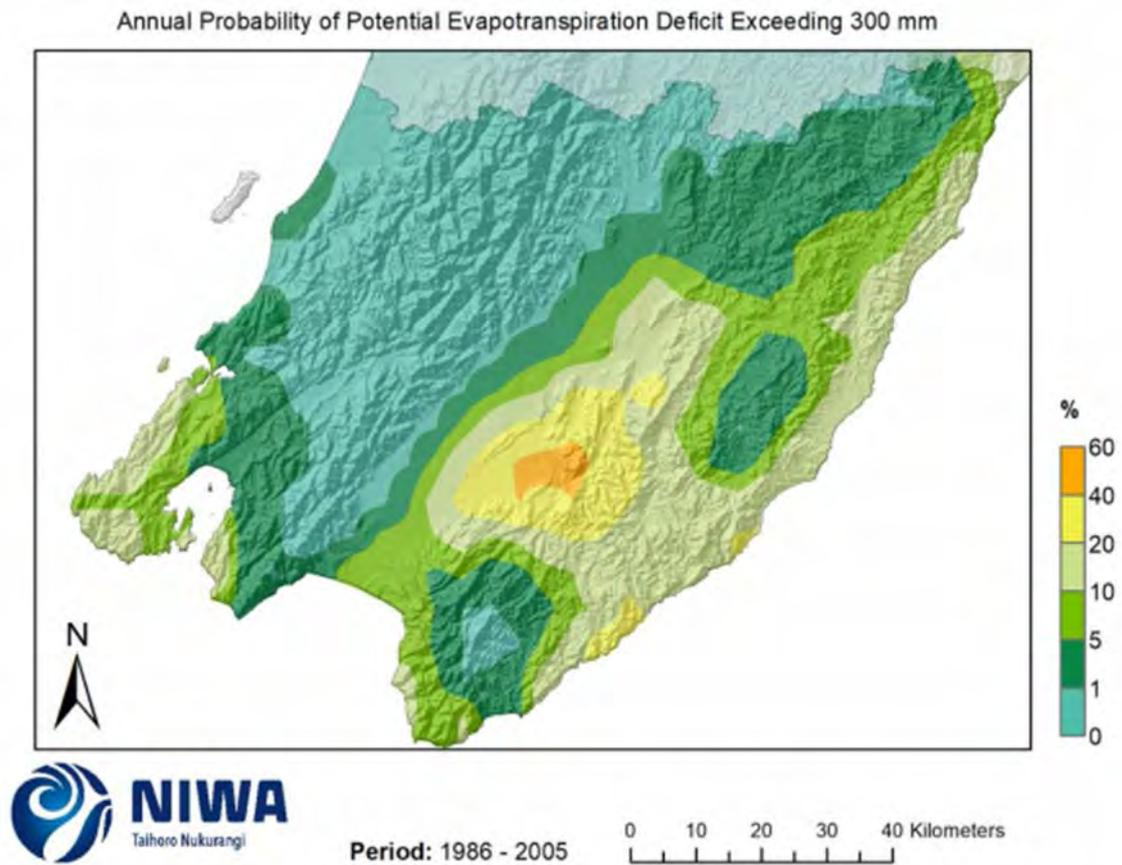 Annual Probability of Potential Evapotranspiration Deficit Exceeding 300 mm
%
60
40
20
10
5
1
0
N
NIWA
Taihoro Nukurangi
Period: 1986 - 2005
0 10 20 30 40 Kilometers